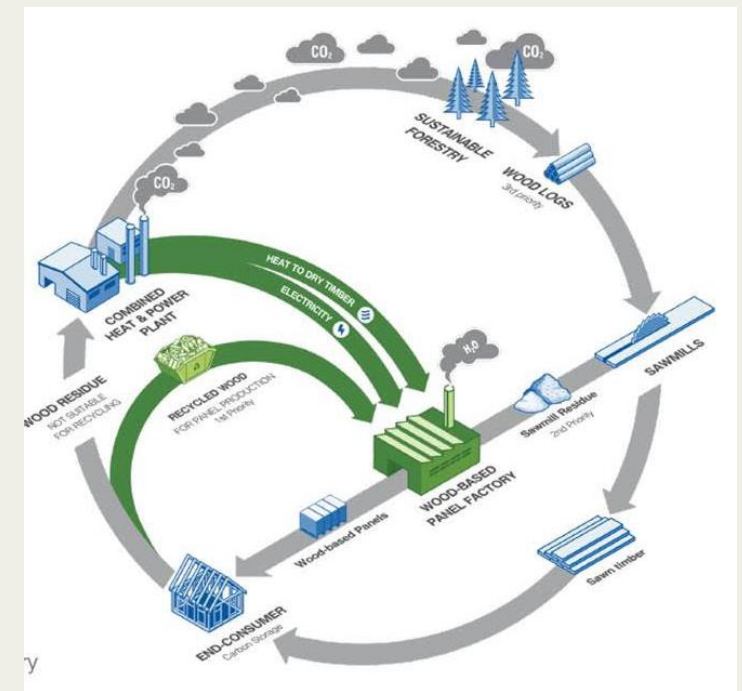 CO₂
CO₂
SUSTAINABLE
FORESTRY
WOOD LOGS
3rd priority
CO₂
COMBINED
HEAT & POWER
PLANT
HEAT TO DRY TIMBER
ELECTRICITY
H₂O
SAWMILLS
Sawmill Residue
2nd Priority
RECYCLED WOOD
FOR PANEL PRODUCTION
1st Priority
WOOD RESIDUE
NOT SUITABLE
FOR RECYCLING
WOOD-BASED
PANEL FACTORY
Wood-based Panels
Sawn timber
END-CONSUMER
Carbon Storage
ry